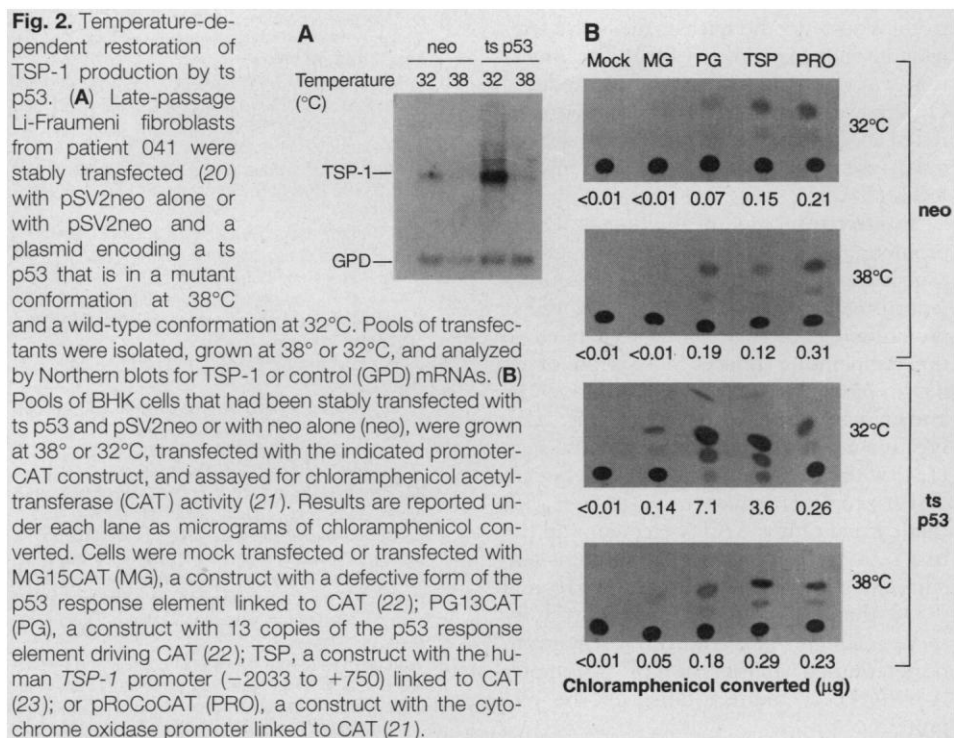 Fig. 2. Temperature-de-
pendent restoration of
TSP-1 production by ts
p53. (A) Late-passage
Li-Fraumeni fibroblasts
from patient 041 were
stably transfected (20)
with pSV2neo alone or
with pSV2neo and a
plasmid encoding a ts
p53 that is in a mutant
conformation at 38°C
and a wild-type conformation at 32°C. Pools of transfec-
tants were isolated, grown at 38° or 32°C, and analyzed
by Northern blots for TSP-1 or control (GPD) mRNAs. (B)
Pools of BHK cells that had been stably transfected with
ts p53 and pSV2neo or with neo alone (neo), were grown
at 38° or 32°C, transfected with the indicated promoter-
CAT construct, and assayed for chloramphenicol acetyl-
transferase (CAT) activity (21). Results are reported un-
der each lane as micrograms of chloramphenicol con-
verted. Cells were mock transfected or transfected with
MG15CAT (MG), a construct with a defective form of the
p53 response element linked to CAT (22); PG13CAT
(PG), a construct with 13 copies of the p53 response
element driving CAT (22); TSP, a construct with the hu-
man TSP-1 promoter (−2033 to +750) linked to CAT
(23); or pRoCoCAT (PRO), a construct with the cyto-
chrome oxidase promoter linked to CAT (21).
A
neo ts p53
Temperature 32 38 32 38
(°C)
TSP-1
GPD
B
Mock MG PG TSP PRO
32°C
<0.01 <0.01 0.07 0.15 0.21
38°C
<0.01 <0.01 0.19 0.12 0.31
neo
32°C
<0.01 0.14 7.1 3.6 0.26
38°C
<0.01 0.05 0.18 0.29 0.23
ts
p53
Chloramphenicol converted (µg)